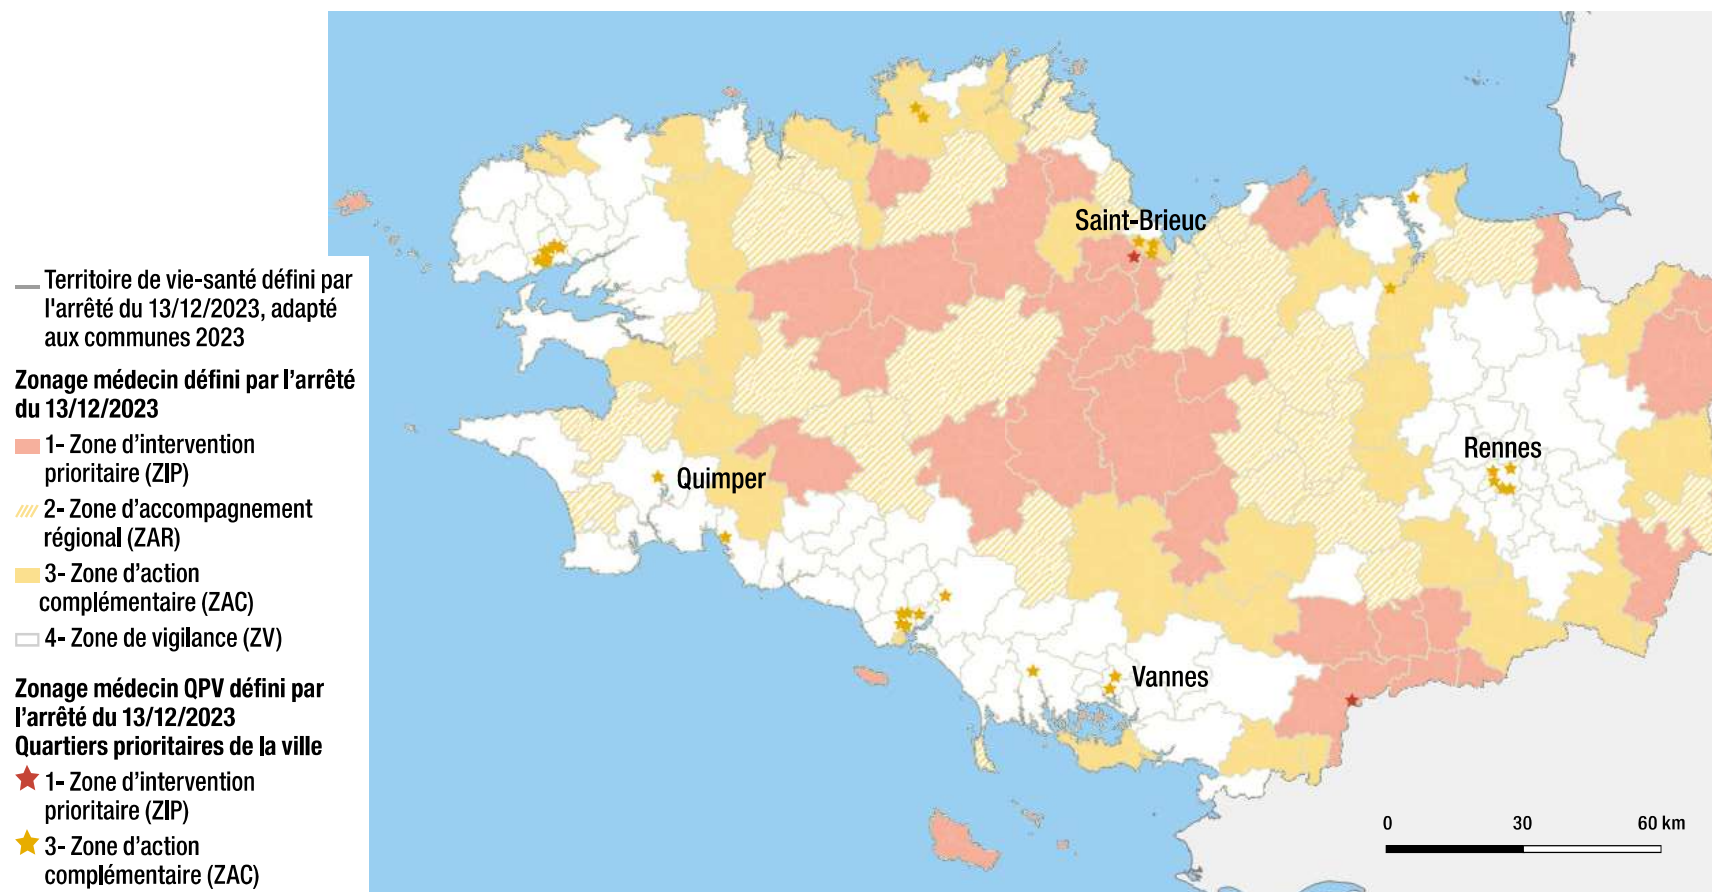 Territoire de vie-santé défini par
l'arrêté du 13/12/2023, adapté
aux communes 2023
Zonage médecin défini par l'arrêté
du 13/12/2023
1- Zone d'intervention
prioritaire (ZIP)
2- Zone d'accompagnement
régional (ZAR)
3- Zone d'action
complémentaire (ZAC)
4- Zone de vigilance (ZV)
Zonage médecin QPV défini par
l'arrêté du 13/12/2023
Quartiers prioritaires de la ville
1- Zone d'intervention
prioritaire (ZIP)
3- Zone d'action
complémentaire (ZAC)
Saint-Brieuc
Rennes
Quimper
Vannes
0 30 60 km